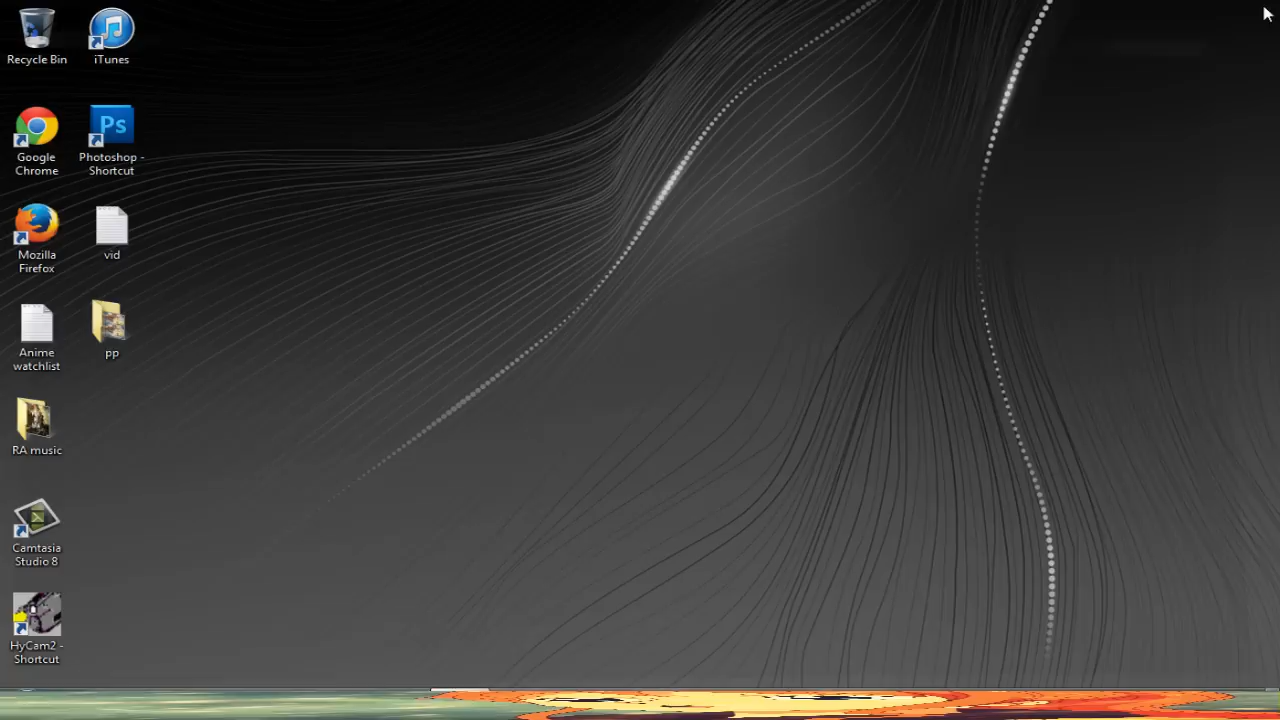 Recycle Bin
iTunes
Google
Chrome
Ps
Photoshop -
Shortcut
Mozilla
Firefox
vid
Anime
watchlist
pp
RA music
Camtasia
Studio 8
HyCam2 -
Shortcut